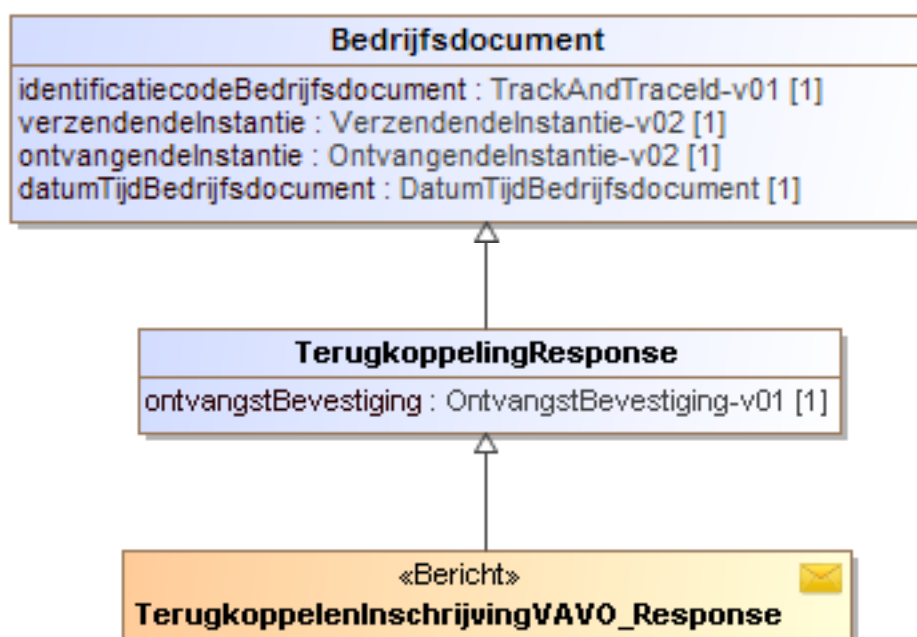 Bedrijfsdocument
identificatiecodeBedrijfsdocument : TrackAndTraceId-v01 [1]
verzendendeInstantie : VerzendendeInstantie-v02 [1]
ontvangendeInstantie : OntvangendeInstantie-v02 [1]
datumTijdBedrijfsdocument : DatumTijdBedrijfsdocument [1]
TerugkoppelingResponse
ontvangstBevestiging : OntvangstBevestiging-v01 [1]
«Bericht»
TerugkoppelenInschrijvingVAVO_Response